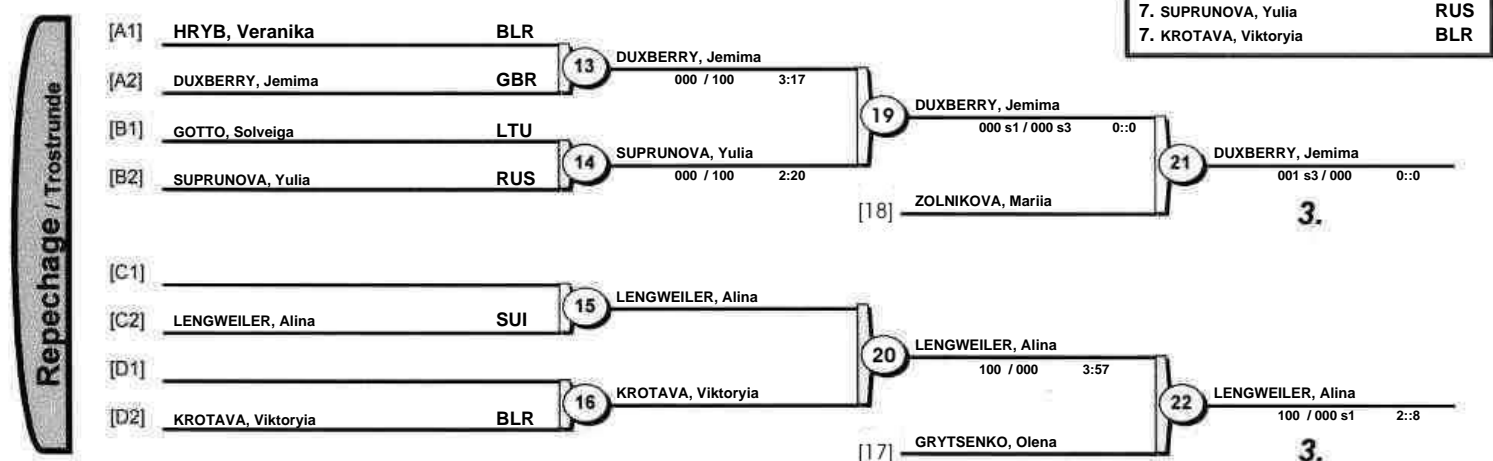 7. SUPRUNOVA, Yulia RUS
7. KROTAVA, Viktoryia BLR
Repechage / Trostrunde
[A1] HRYB, Veranika BLR
13 DUXBERRY, Jemima
000 / 100 3:17
[A2] DUXBERRY, Jemima GBR
19 DUXBERRY, Jemima
000 s1 / 000 s3 0::0
[B1] GOTTO, Solveiga LTU
14 SUPRUNOVA, Yulia
000 / 100 2:20
[B2] SUPRUNOVA, Yulia RUS
21 DUXBERRY, Jemima
001 s3 / 000 0::0
[18] ZOLNIKOVA, Mariia
3.
[C1]
15 LENGWEILER, Alina
[C2] LENGWEILER, Alina SUI
20 LENGWEILER, Alina
100 / 000 3:57
[D1]
16 KROTAVA, Viktoryia
[D2] KROTAVA, Viktoryia BLR
22 LENGWEILER, Alina
100 / 000 s1 2::8
[17] GRYTSENKO, Olena
3.